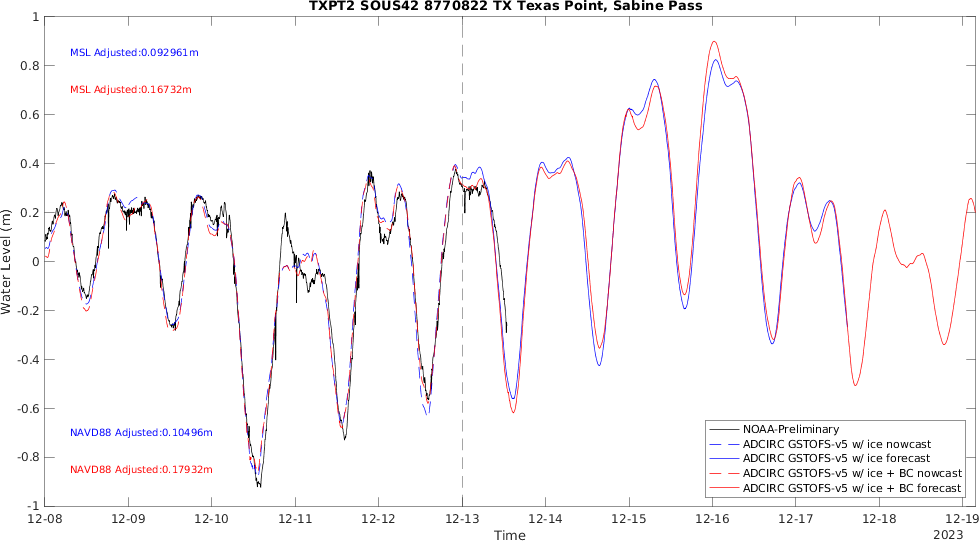 TXPT2 SOUS42 8770822 TX Texas Point, Sabine Pass
MSL Adjusted:0.092961m
MSL Adjusted:0.16732m
NAVD88 Adjusted:0.10496m
NAVD88 Adjusted:0.17932m
Water Level (m)
1
0.8
0.6
0.4
0.2
0
-0.2
-0.4
-0.6
-0.8
-1
NOAA-Preliminary
ADCIRC GSTOFS-v5 w/ ice nowcast
ADCIRC GSTOFS-v5 w/ ice forecast
ADCIRC GSTOFS-v5 w/ ice + BC nowcast
ADCIRC GSTOFS-v5 w/ ice + BC forecast
12-08 12-09 12-10 12-11 12-12 12-13 12-14 12-15 12-16 12-17 12-18 12-19
Time
2023